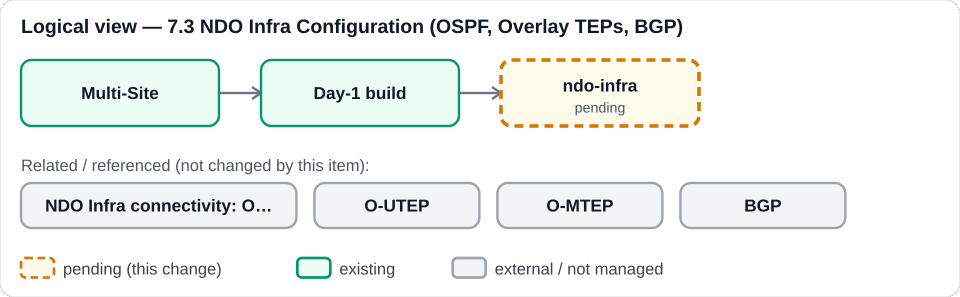 Logical view — 7.3 NDO Infra Configuration (OSPF, Overlay TEPs, BGP)
Multi-Site
Day-1 build
ndo-infra
pending
Related / referenced (not changed by this item):
NDO Infra connectivity: O…
O-UTEP
O-MTEP
BGP
pending (this change)
existing
external / not managed